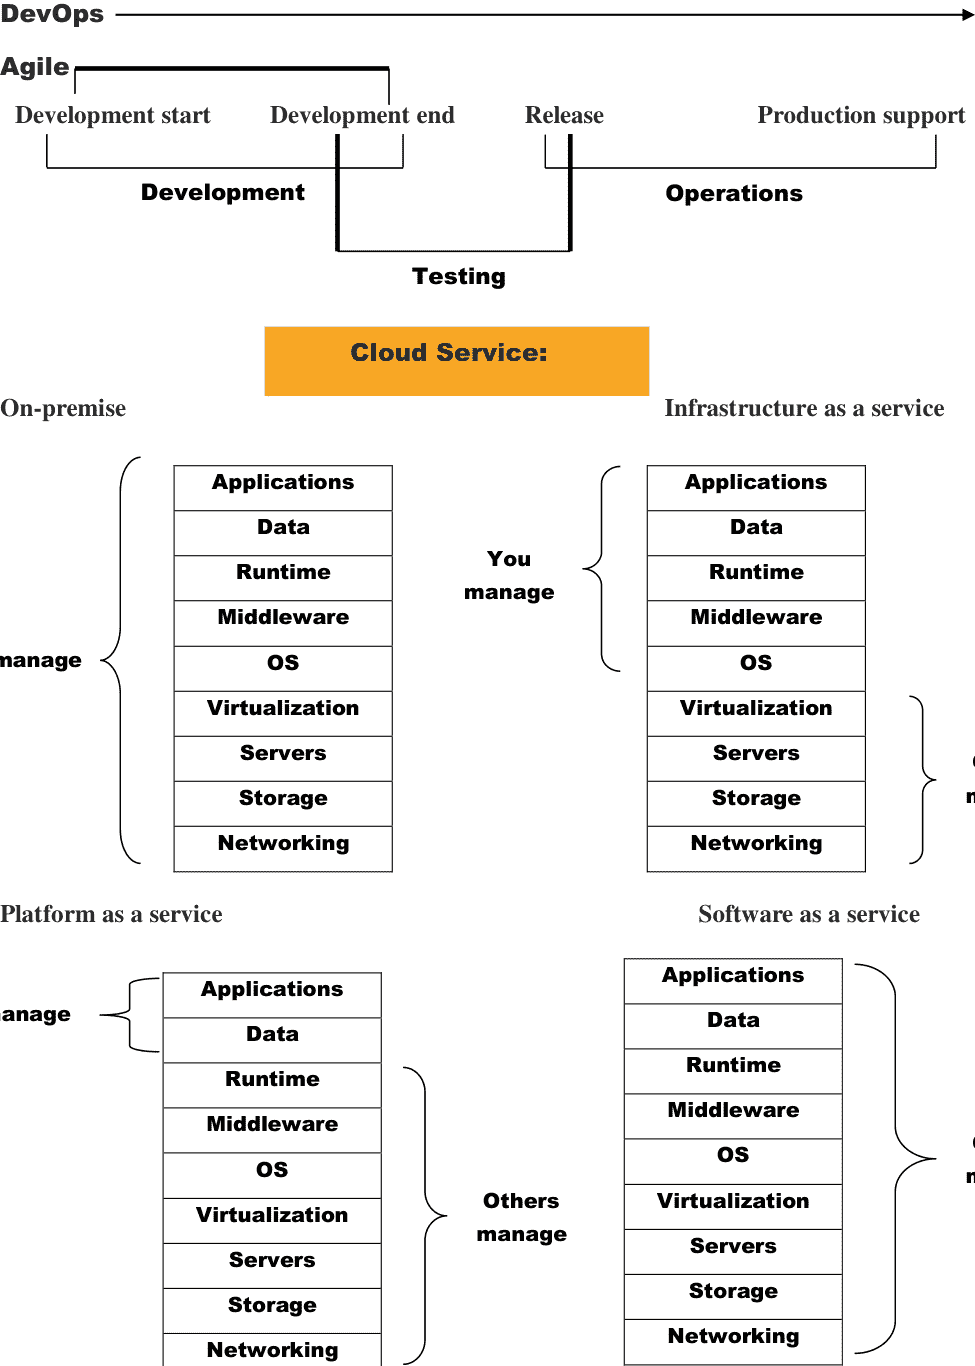 DevOps
Agile
Development start Development end Release Production support
Development Operations
Testing
Cloud Service:
On-premise Infrastructure as a service
manage
Applications
Data
Runtime
Middleware
OS
Virtualization
Servers
Storage
Networking
You
manage
Applications
Data
Runtime
Middleware
OS
Virtualization
Servers
Storage
Networking
Platform as a service Software as a service
manage
Applications
Data
Runtime
Middleware
OS
Virtualization
Servers
Storage
Networking
Others
manage
Applications
Data
Runtime
Middleware
OS
Virtualization
Servers
Storage
Networking